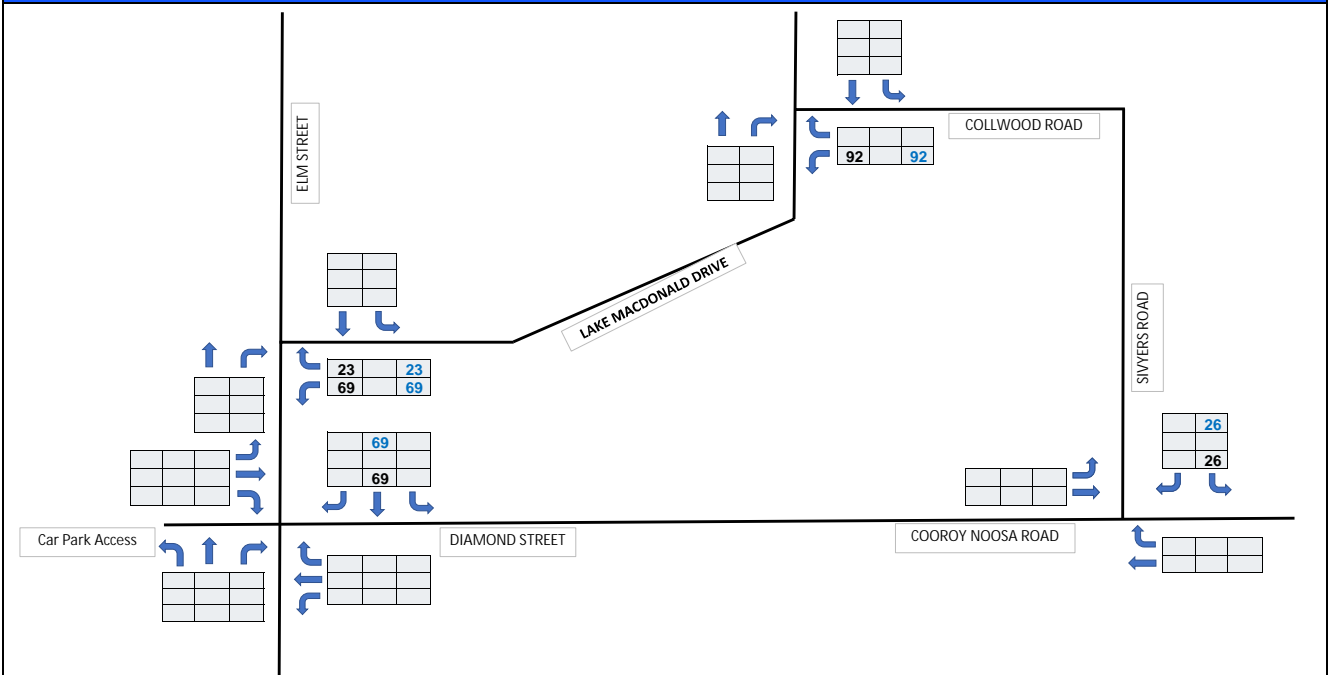 COLLWOOD ROAD
92 92
ELM STREET
LAKE MACDONALD DRIVE
SIVYERS ROAD
23 23
69 69
26
26
69
69
Car Park Access
DIAMOND STREET
COOROY NOOSA ROAD